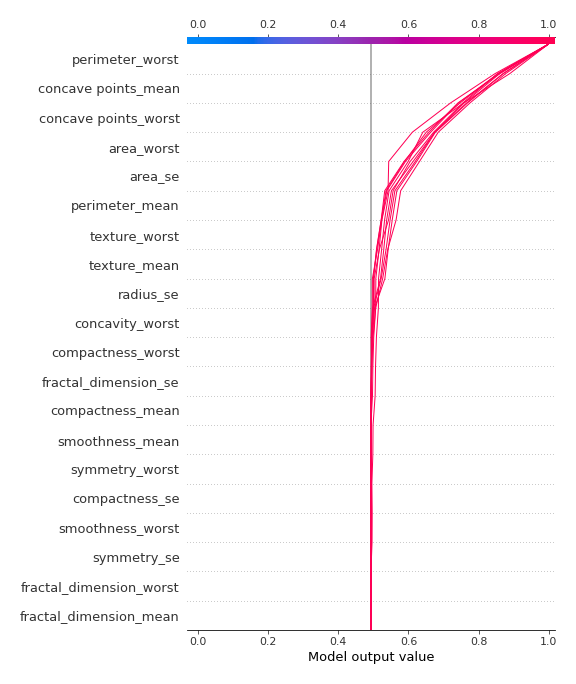 0.0 0.2 0.4 0.6 0.8 1.0
perimeter_worst
concave points_mean
concave points_worst
area_worst
area_se
perimeter_mean
texture_worst
texture_mean
radius_se
concavity_worst
compactness_worst
fractal_dimension_se
compactness_mean
smoothness_mean
symmetry_worst
compactness_se
smoothness_worst
symmetry_se
fractal_dimension_worst
fractal_dimension_mean
0.0 0.2 0.4 0.6 0.8 1.0
Model output value